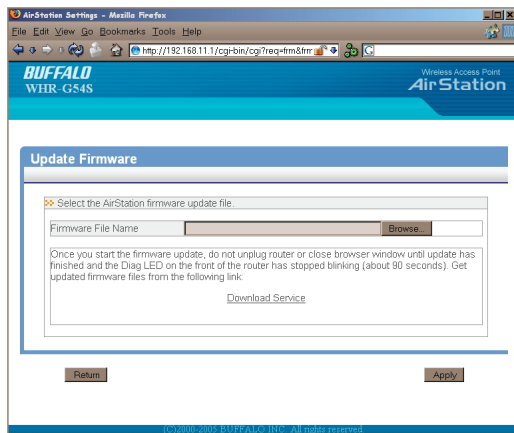 AirStation Settings - Mozilla Firefox
File Edit View Go Bookmarks Tools Help
http://192.168.11.1/cgi-bin/cgi?req=frm&frr
BUFFALO
WHR-G54S
Wireless Access Point
AirStation
Update Firmware
Select the AirStation firmware update file.
Firmware File Name
Browse...
Once you start the firmware update, do not unplug router or close browser window until update has
finished and the Diag LED on the front of the router has stopped blinking (about 90 seconds). Get
updated firmware files from the following link:
Download Service
Return
Apply
(C)2000-2005 BUFFALO INC. All rights reserved.